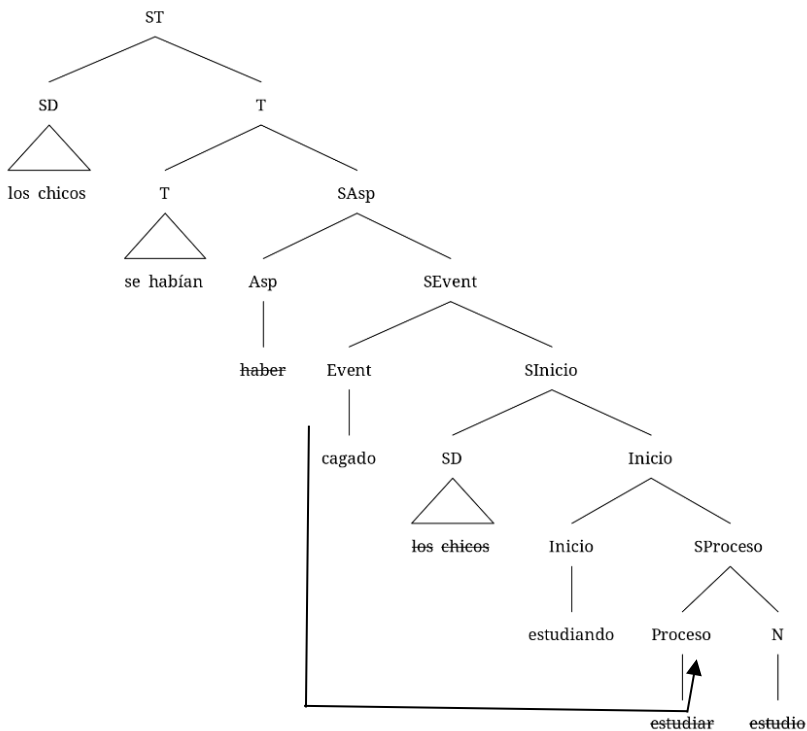 ST
SD T
los chicos T SAsp
se habían Asp SEvent
haber Event SInicio
cagado SD Inicio
los chicos Inicio SProceso
estudiando Proceso N
estudiar estudio